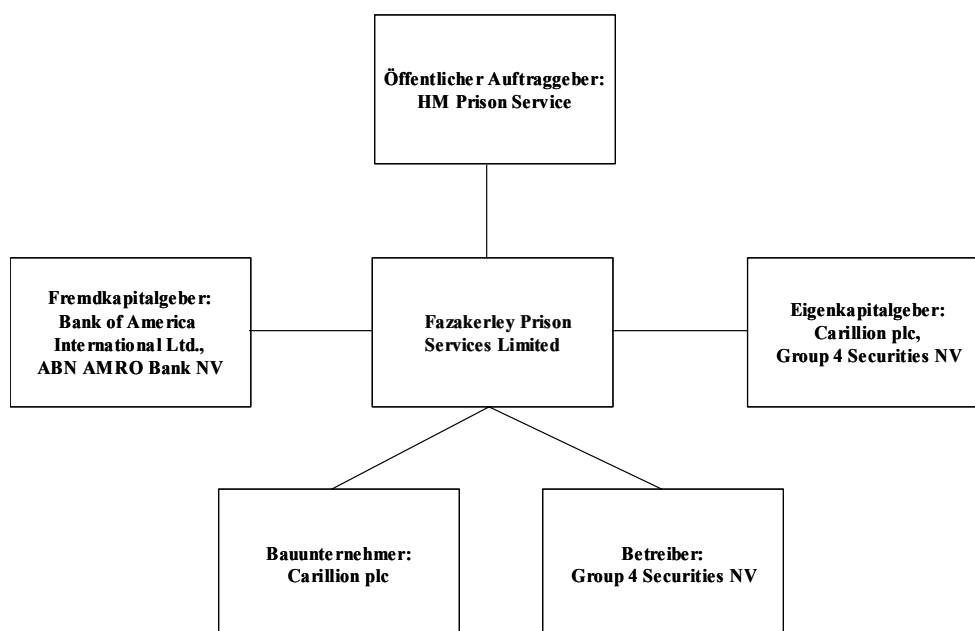 Öffentlicher Auftraggeber:
HM Prison Service
Fremdkapitalgeber:
Bank of America
International Ltd.,
ABN AMRO Bank NV
Fazakerley Prison
Services Limited
Eigenkapitalgeber:
Carillion plc,
Group 4 Securities NV
Bauunternehmer:
Carillion plc
Betreiber:
Group 4 Securities NV